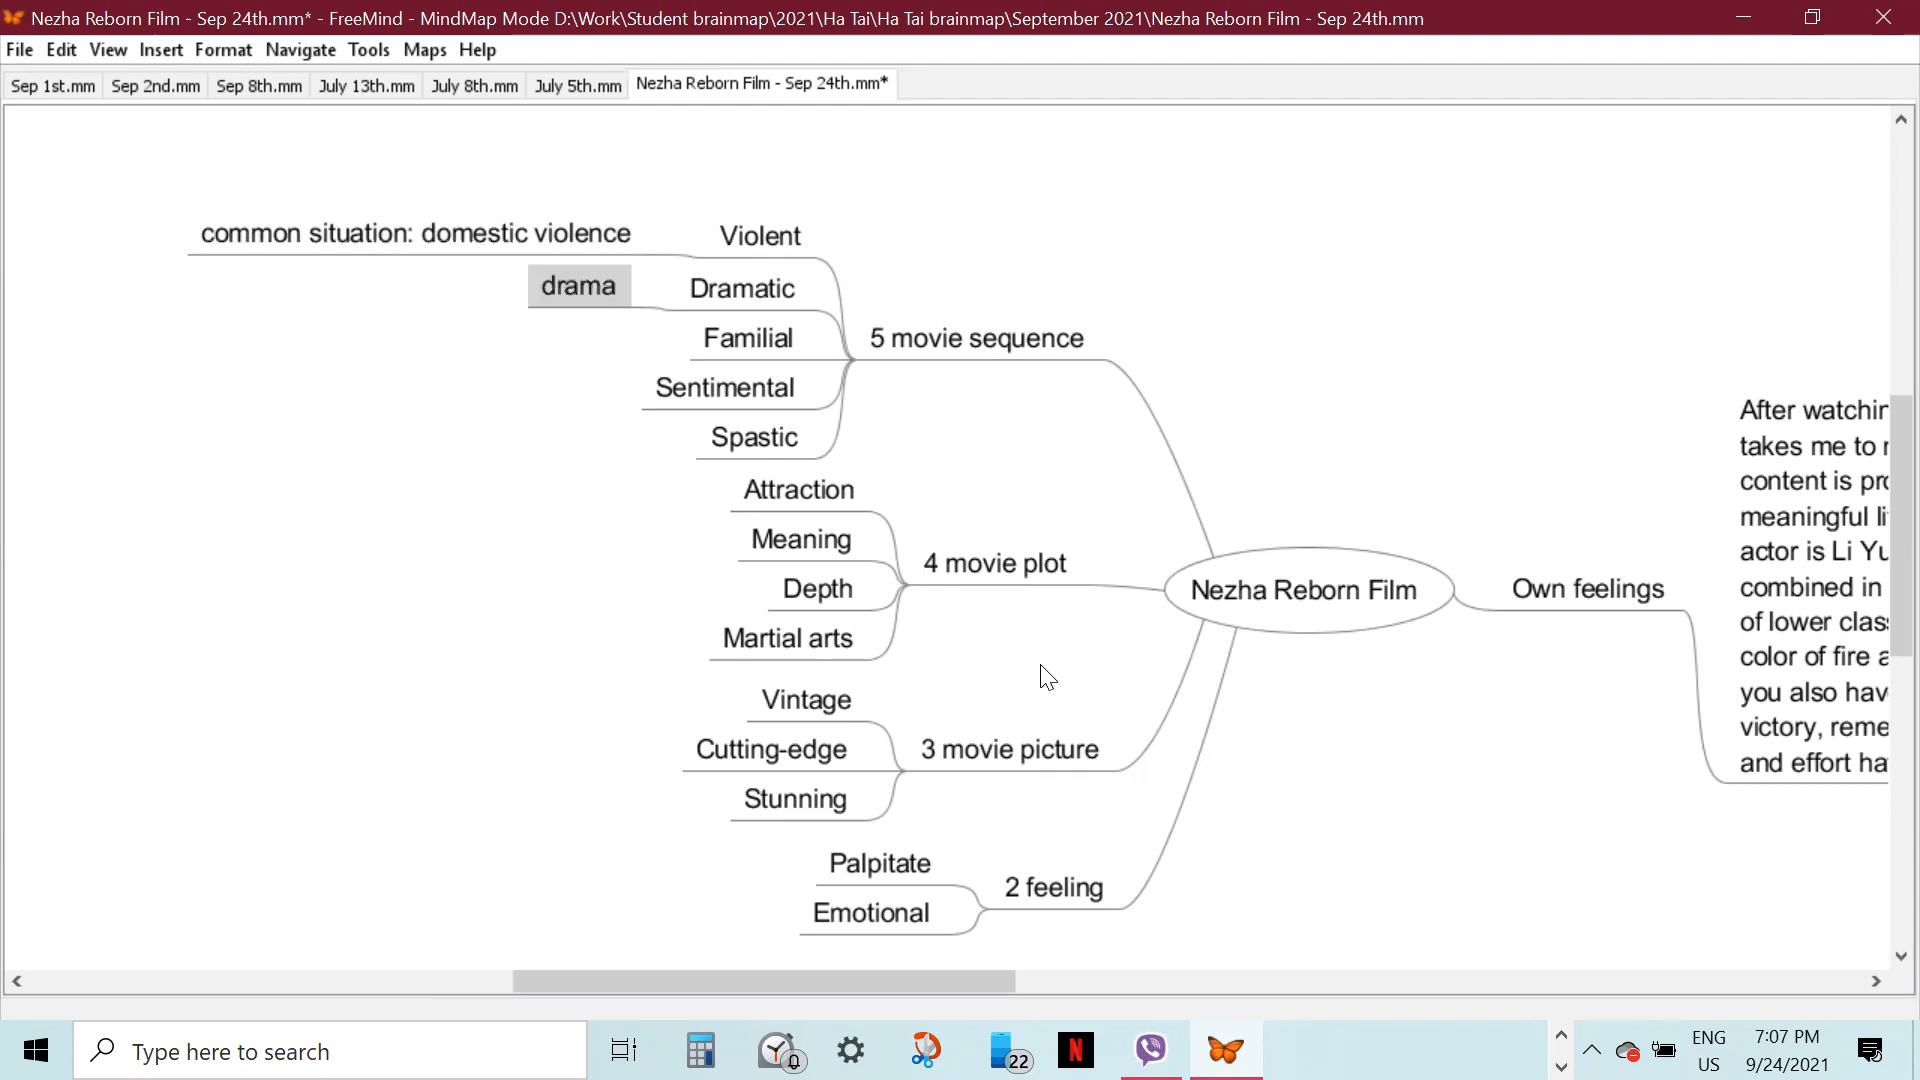 Nezha Reborn Film - Sep 24th.mm* - FreeMind - MindMap Mode D:\Work\Student brainmap\2021\Ha Tai\Ha Tai brainmap\September 2021\Nezha Reborn Film - Sep 24th.mm
File Edit View Insert Format Navigate Tools Maps Help
Sep 1st.mm Sep 2nd.mm Sep 8th.mm July 13th.mm July 8th.mm July 5th.mm Nezha Reborn Film - Sep 24th.mm*
common situation: domestic violence
Violent
drama
Dramatic
Familial
Sentimental
Spastic
5 movie sequence
Attraction
Meaning
Depth
Martial arts
4 movie plot
Vintage
Cutting-edge
Stunning
3 movie picture
Palpitate
Emotional
2 feeling
Nezha Reborn Film
Own feelings
After watchin
takes me to
content is
meaningful
actor is Li
combined in
of lower
color of fire
you also
victory,
and effort
Type here to search
22
N
ENG
US
7:07 PM
9/24/2021